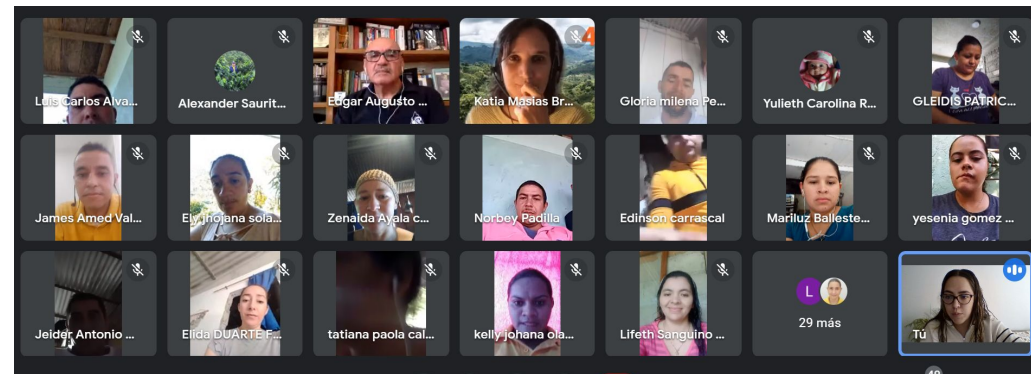 Luis Carlos Alva...
Alexander Saurit...
Edgar Augusto ...
Katia Masias Br...
Gloria milena Pe...
Yulieth Carolina R...
GLEIDIS PATRIC...
James Amed Val...
Ely jhojana sola...
Zenaida Ayala c...
Norbey Padilla
Edinson carrascal
Mariluz Balleste...
yesenia gomez ...
Jeider Antonio ...
Elida DUARTE F...
tatiana paola cal...
kelly johana ola...
Lifeth Sanguino ...
L
29 más
Tú